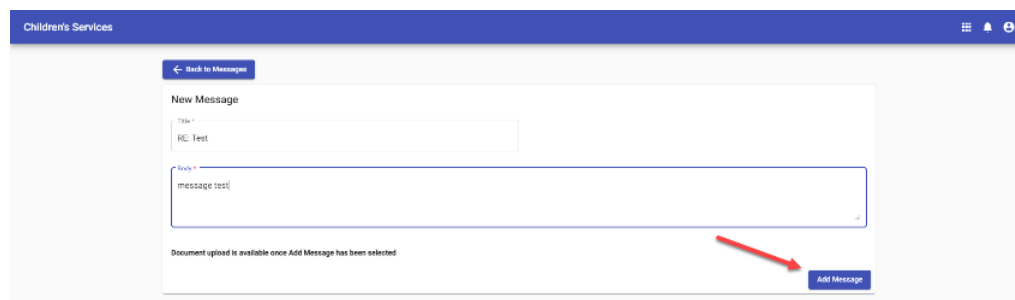 Children's Services
Back to Messages
New Message
Title *
RE: Test
Body *
message test
Document upload is available once Add Message has been selected
Add Message